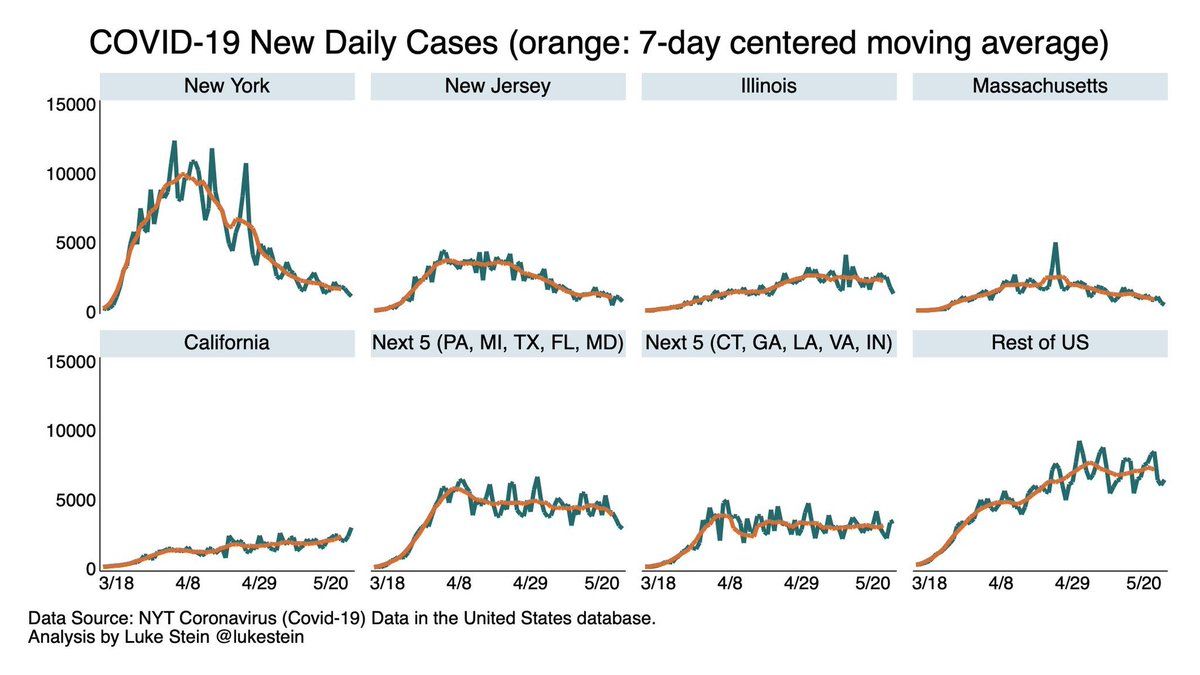 COVID-19 New Daily Cases (orange: 7-day centered moving average)
New York
New Jersey
Illinois
Massachusetts
15000
10000
5000
0
California
Next 5 (PA, MI, TX, FL, MD)
Next 5 (CT, GA, LA, VA, IN)
Rest of US
15000
10000
5000
0
3/18 4/8 4/29 5/20
3/18 4/8 4/29 5/20
3/18 4/8 4/29 5/20
3/18 4/8 4/29 5/20
Data Source: NYT Coronavirus (Covid-19) Data in the United States database.
Analysis by Luke Stein @lukestein